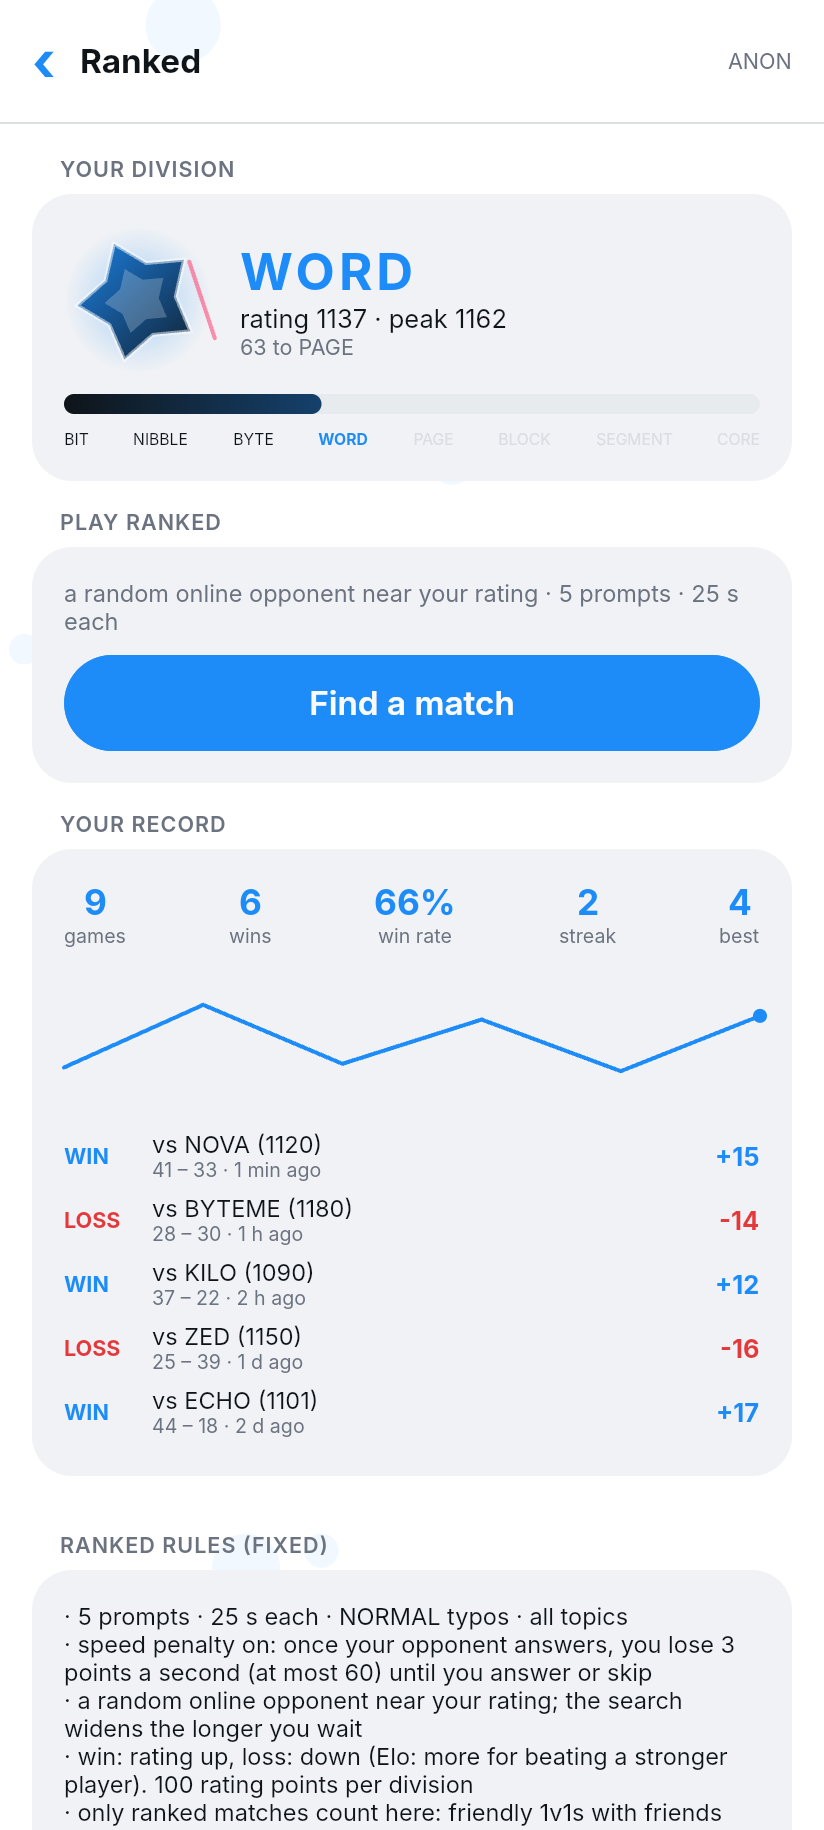 Ranked
ANON
YOUR DIVISION
WORD
rating 1137 · peak 1162
63 to PAGE
BIT NIBBLE BYTE WORD PAGE BLOCK SEGMENT CORE
PLAY RANKED
a random online opponent near your rating · 5 prompts · 25 s
each
Find a match
YOUR RECORD
9 6 66% 2 4
games wins win rate streak best
WIN vs NOVA (1120) +15
41 – 33 · 1 min ago
LOSS vs BYTEME (1180) -14
28 – 30 · 1 h ago
WIN vs KILO (1090) +12
37 – 22 · 2 h ago
LOSS vs ZED (1150) -16
25 – 39 · 1 d ago
WIN vs ECHO (1101) +17
44 – 18 · 2 d ago
RANKED RULES (FIXED)
· 5 prompts · 25 s each · NORMAL typos · all topics
· speed penalty on: once your opponent answers, you lose 3
points a second (at most 60) until you answer or skip
· a random online opponent near your rating; the search
widens the longer you wait
· win: rating up, loss: down (Elo: more for beating a stronger
player). 100 rating points per division
· only ranked matches count here: friendly 1v1s with friends